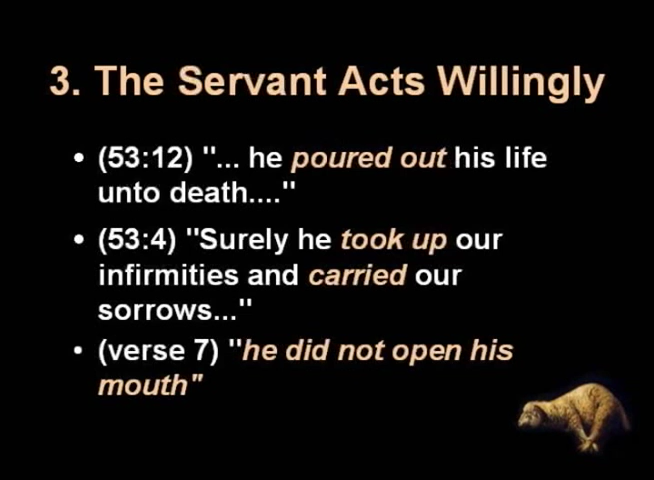 3. The Servant Acts Willingly
• (53:12) "... he poured out his life
unto death...."
• (53:4) "Surely he took up our
infirmities and carried our
sorrows..."
• (verse 7) "he did not open his
mouth"